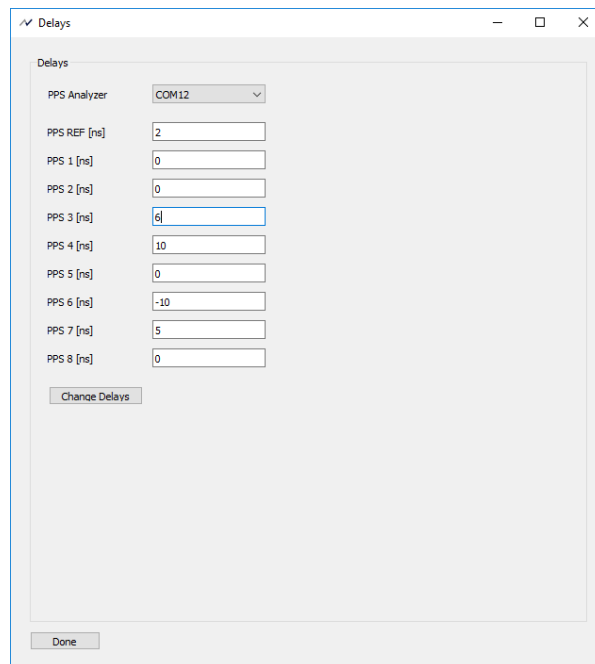 Delays
Delays
PPS Analyzer COM12
PPS REF [ns] 2
PPS 1 [ns] 0
PPS 2 [ns] 0
PPS 3 [ns] 6
PPS 4 [ns] 10
PPS 5 [ns] 0
PPS 6 [ns] -10
PPS 7 [ns] 5
PPS 8 [ns] 0
Change Delays
Done